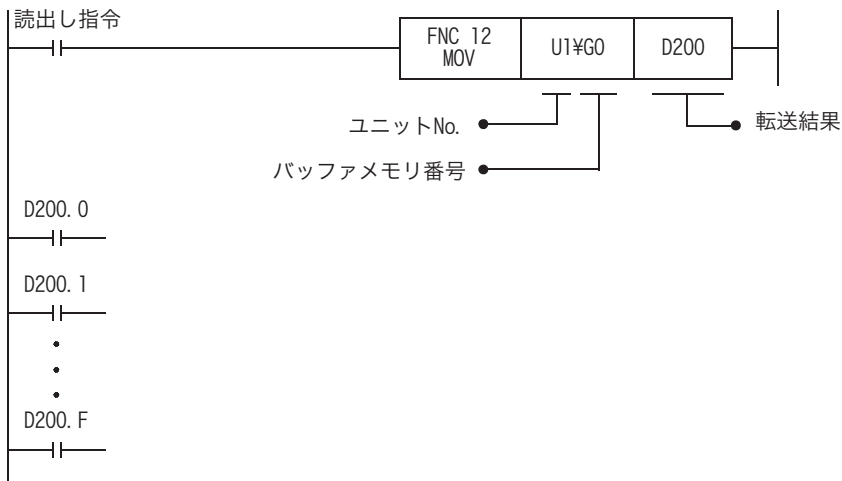 読出し指令
FNC 12
MOV
U1¥G0
D200
ユニットNo.
転送結果
バッファメモリ番号
D200. 0
D200. 1
D200. F